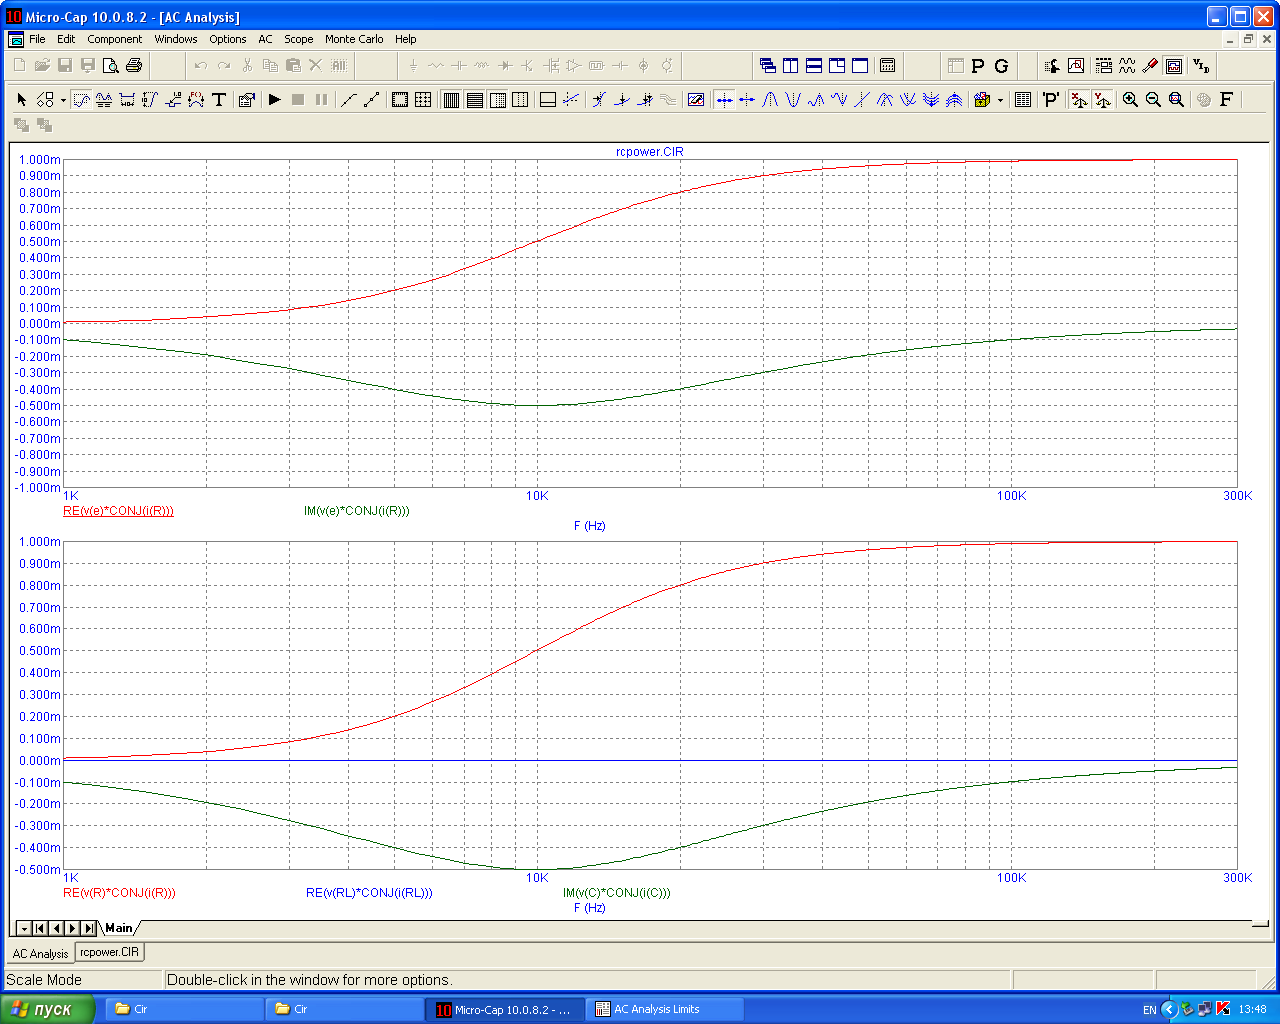 Micro-Cap 10.0.8.2 - [AC Analysis]
File Edit Component Windows Options AC Scope Monte Carlo Help
rcpower.CIR
1.000m
0.900m
0.800m
0.700m
0.600m
0.500m
0.400m
0.300m
0.200m
0.100m
0.000m
-0.100m
-0.200m
-0.300m
-0.400m
-0.500m
-0.600m
-0.700m
-0.800m
-0.900m
-1.000m
1K 10K 100K 300K
RE(v(e)*CONJ(i(R))) IM(v(e)*CONJ(i(R)))
F (Hz)
1.000m
0.900m
0.800m
0.700m
0.600m
0.500m
0.400m
0.300m
0.200m
0.100m
0.000m
-0.100m
-0.200m
-0.300m
-0.400m
-0.500m
1K 10K 100K 300K
RE(v(R)*CONJ(i(R))) RE(v(RL)*CONJ(i(RL))) IM(v(C)*CONJ(i(C)))
F (Hz)
Main
AC Analysis rcpower.CIR
Scale Mode Double-click in the window for more options.
пуск Cir Cir Micro-Cap 10.0.8.2 - ... AC Analysis Limits EN 13:48